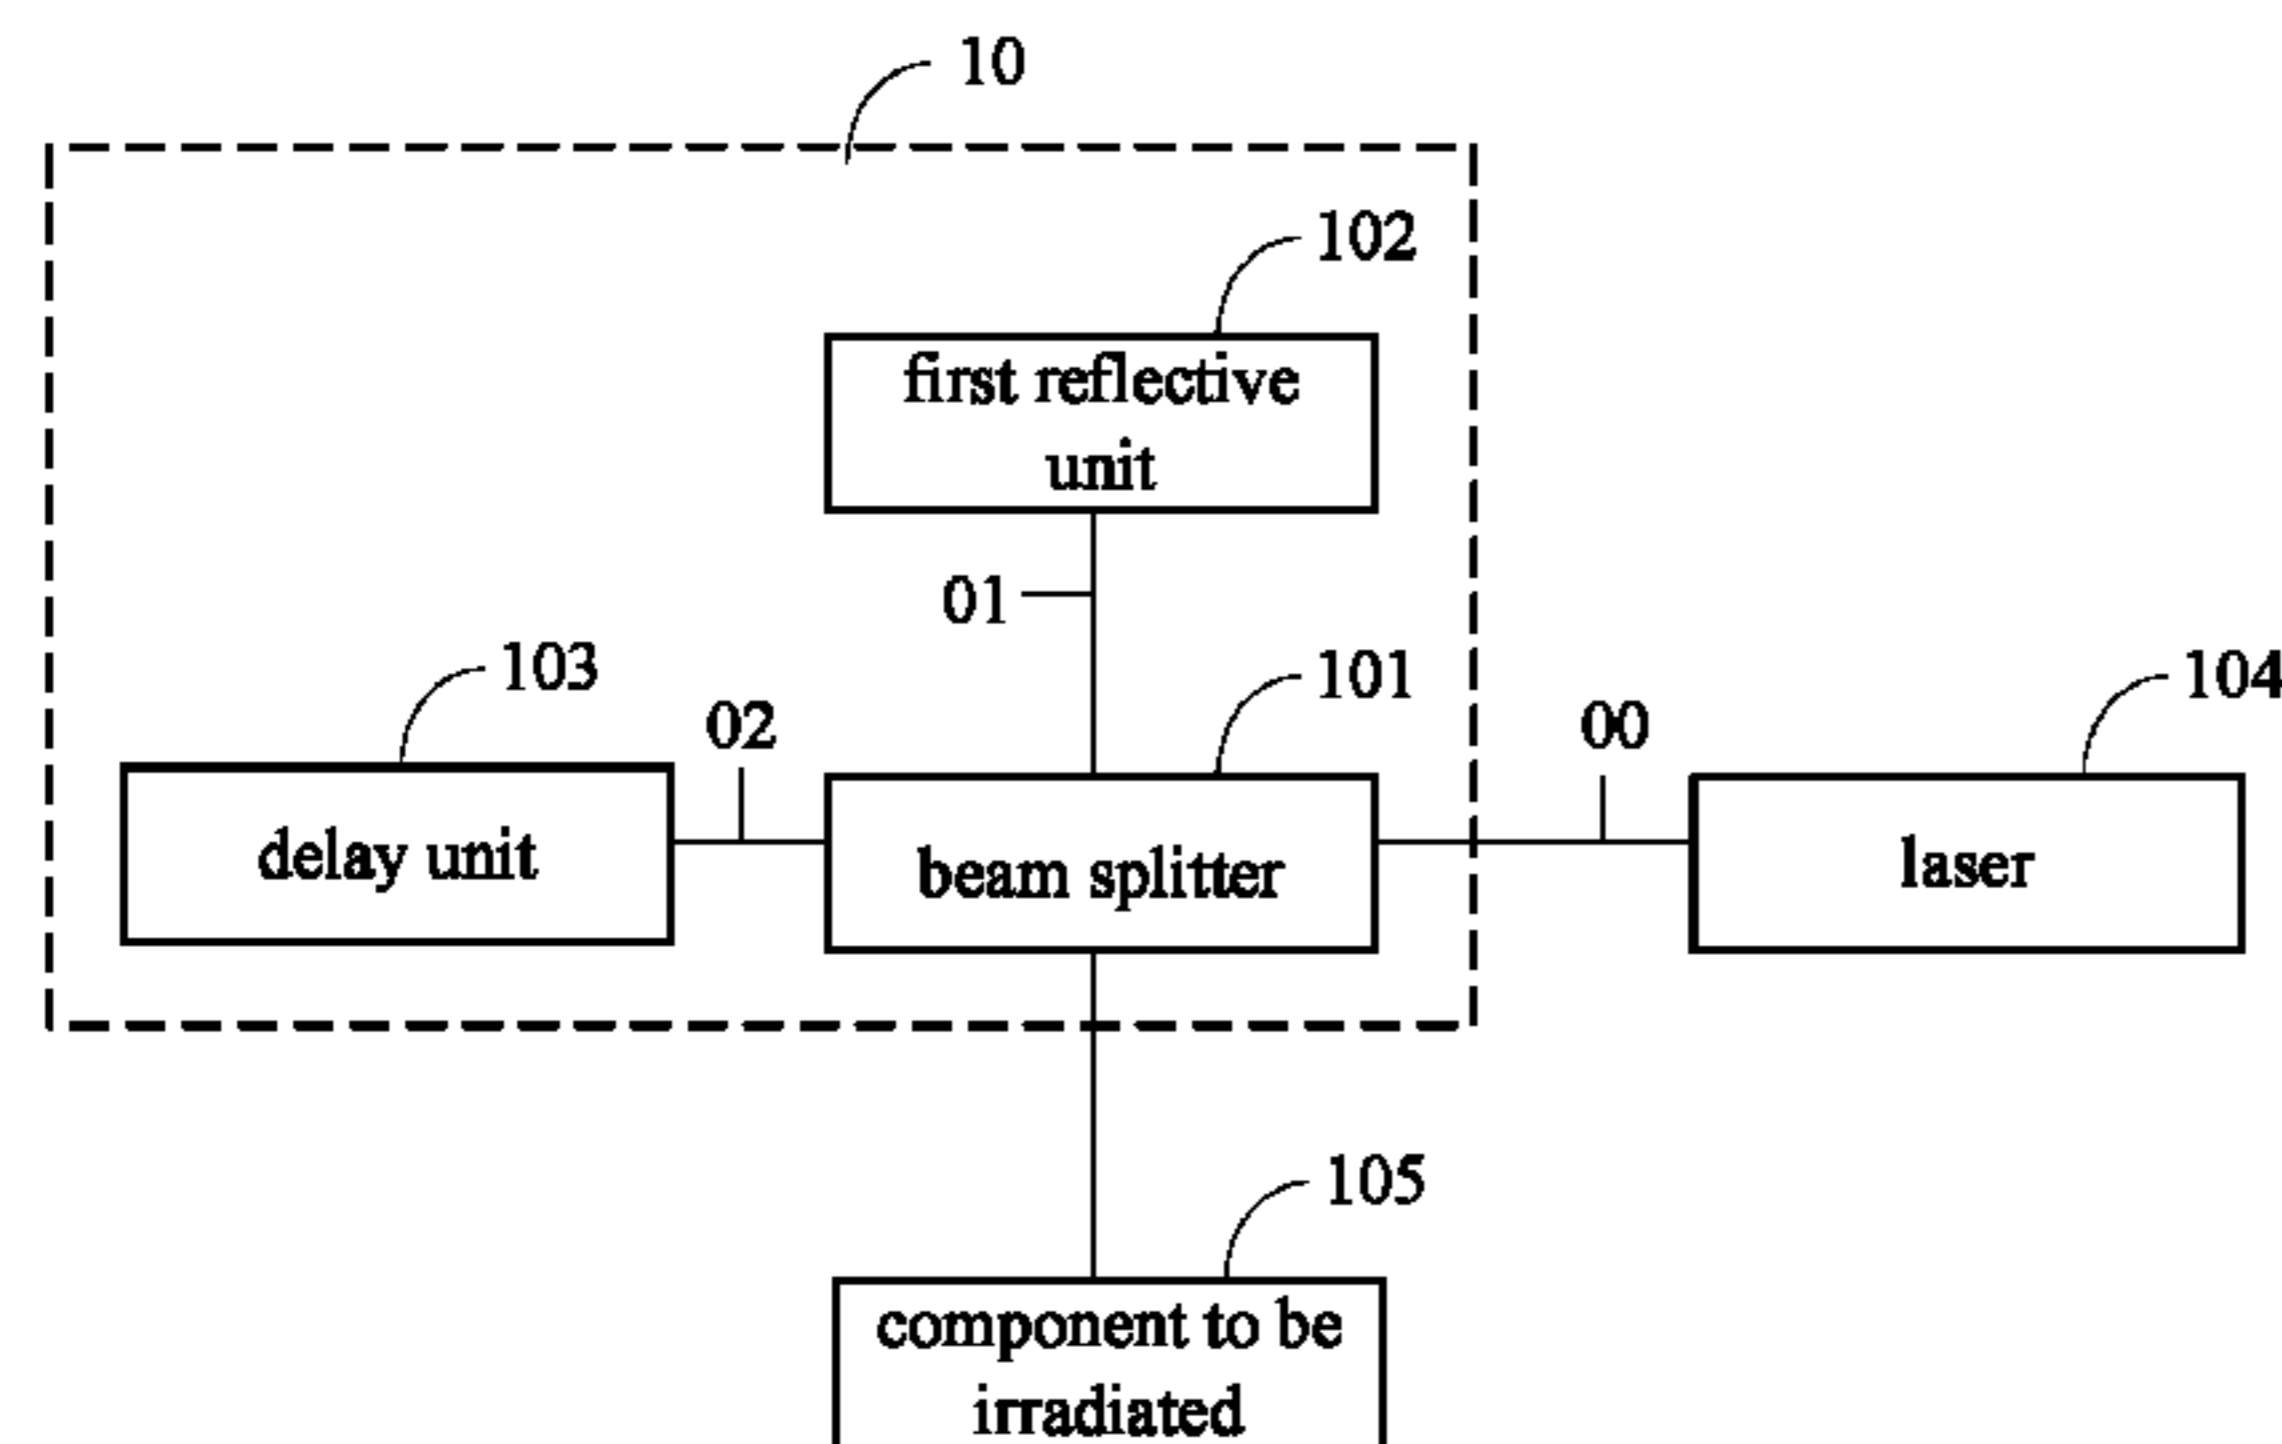 10
102
first reflective
unit
01
103
02
101
00
104
delay unit
beam splitter
laser
105
component to be
irradiated